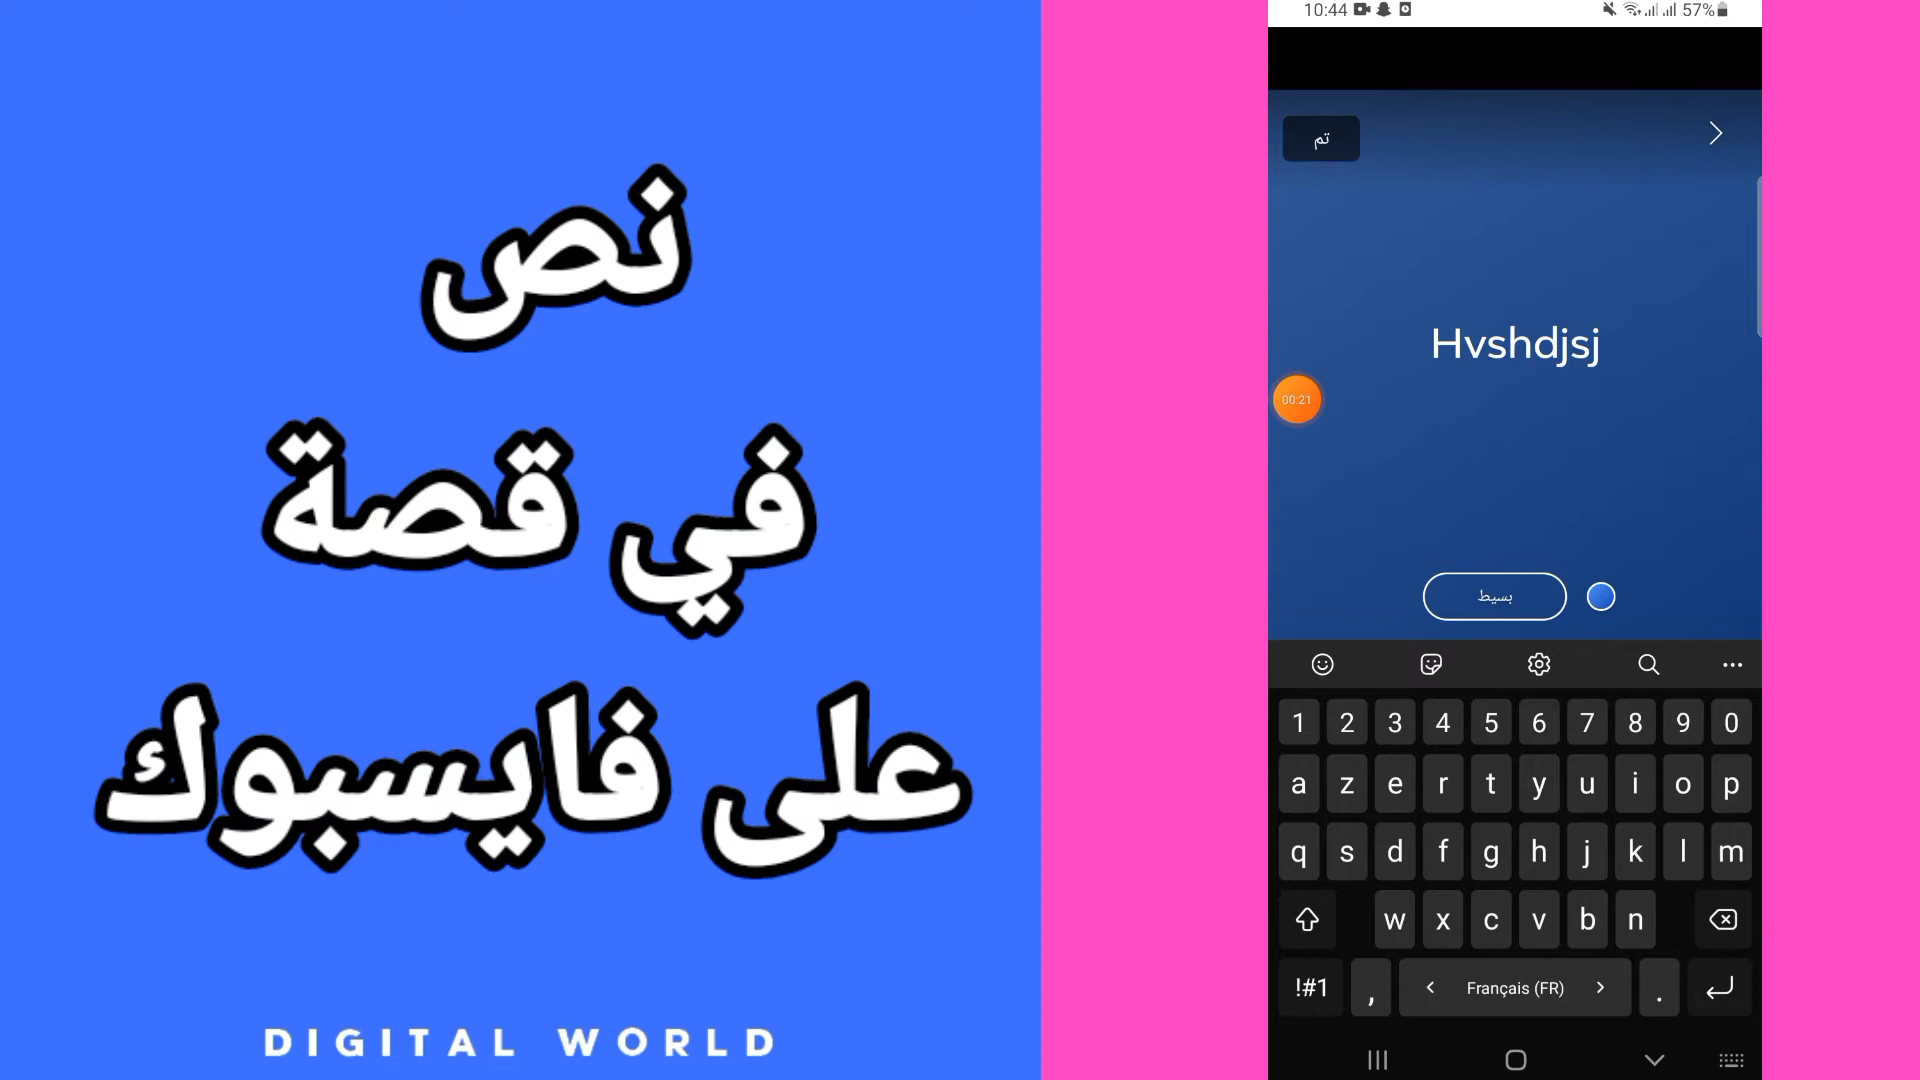 نص
في قصة
على فايسبوك
DIGITAL WORLD
10:44
57%
تم
Hvshdjsj
00:21
بسيط
1 2 3 4 5 6 7 8 9 0
a z e r t y u i o p
q s d f g h j k l m
w x c v b n
!#1 , < Français (FR) > .